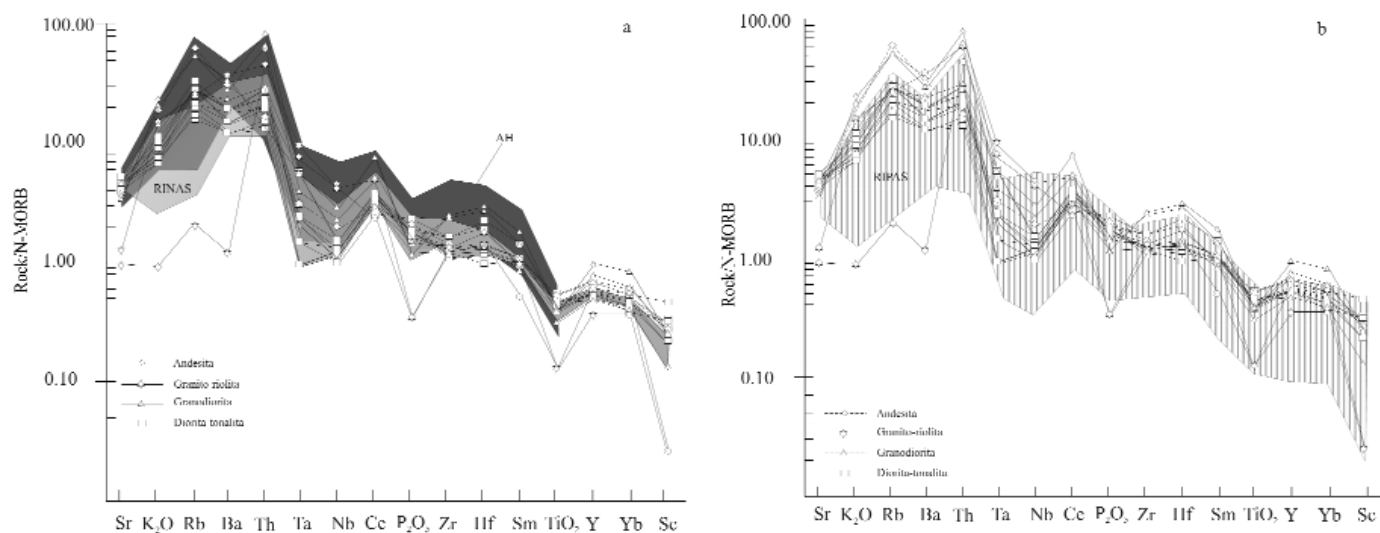 100.00
a
10.00
AH
RINAS
Rock/N-MORB
1.00
Andesita
Granito riolita
0.10
Granodiorita
Diorita tonalita
Sr K₂O Rb Ba Th Ta Nb Ce P₂O₅ Zr Hf Sm TiO₂ Y Yb Sc
100.00
b
10.00
RIPAS
Rock/N-MORB
1.00
0.10
Andesita
Granito-riolita
Granodiorita
Diorita-tonalita
Sr K₂O Rb Ba Th Ta Nb Ce P₂O₅ Zr Hf Sm TiO₂ Y Yb Sc